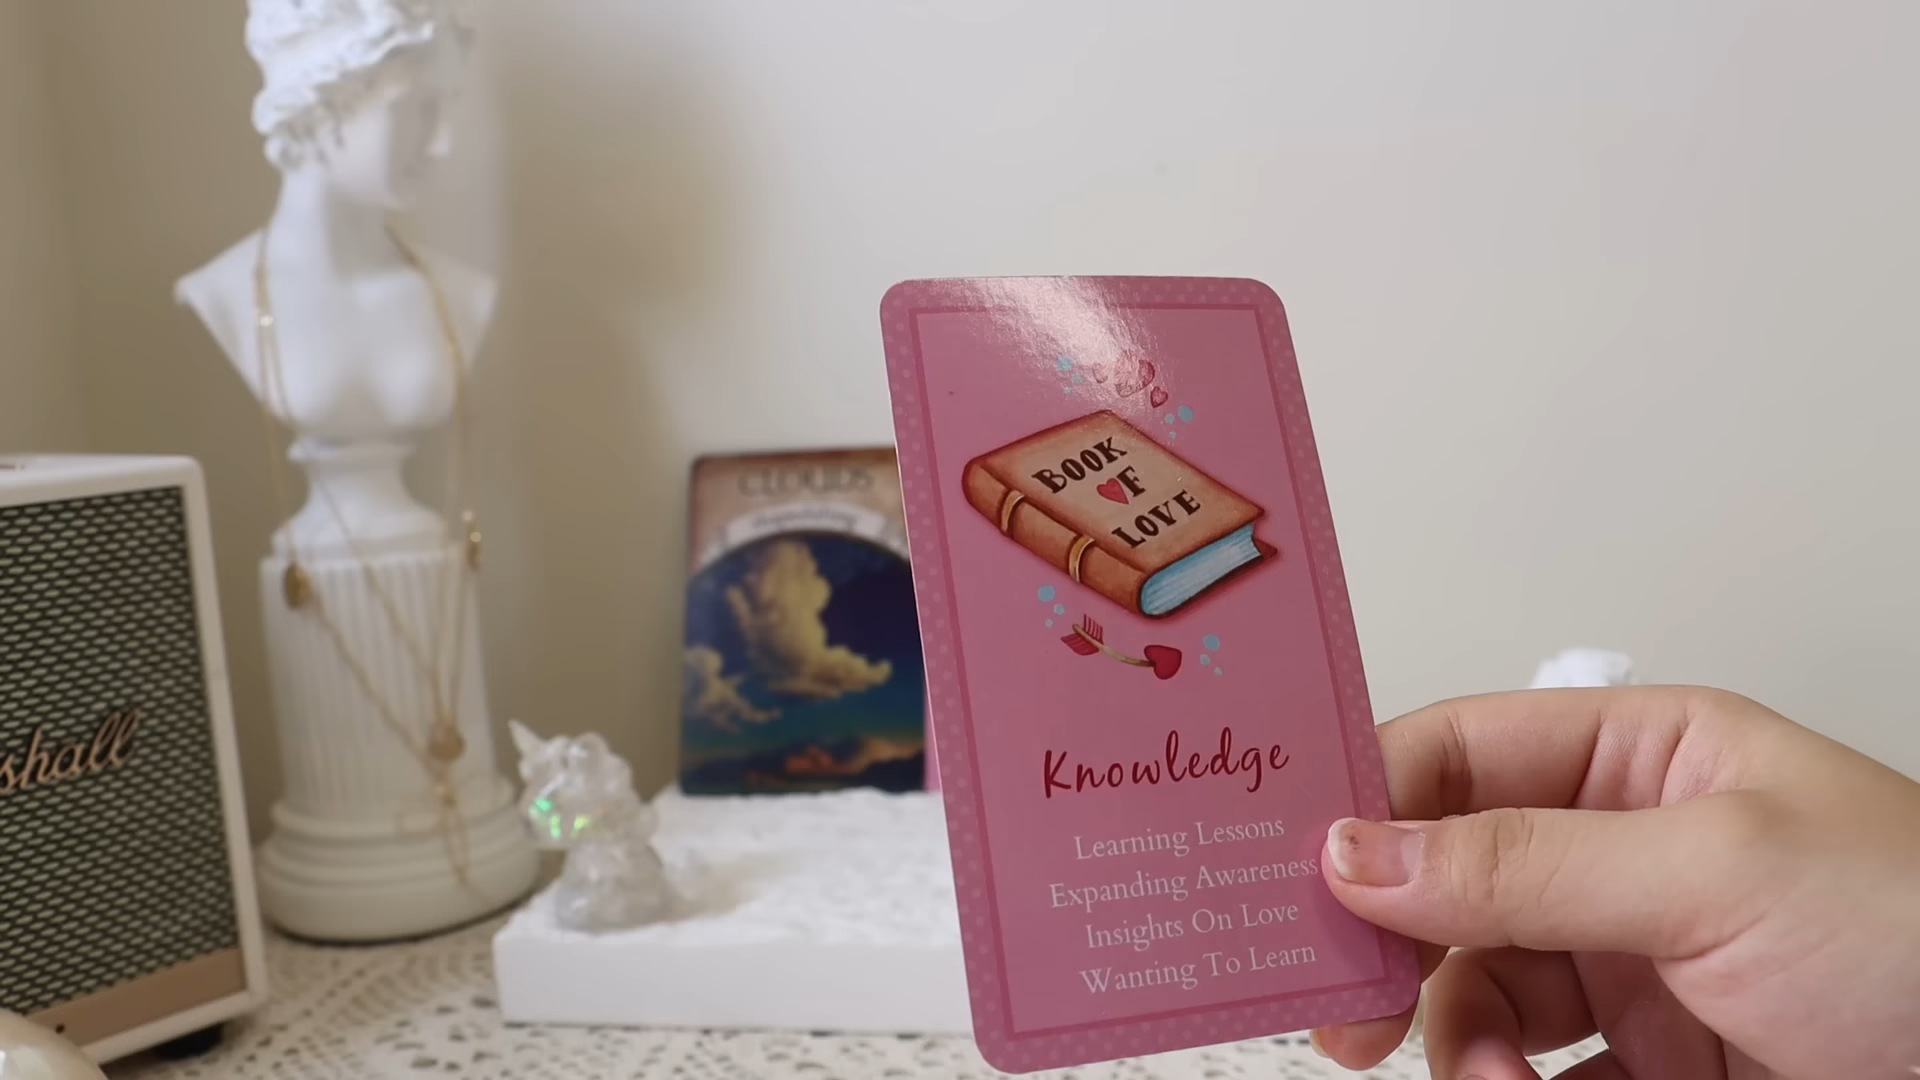 CLOUDS
shall
BOOK
OF
LOVE
Knowledge
Learning Lessons
Expanding Awareness
Insights On Love
Wanting To Learn